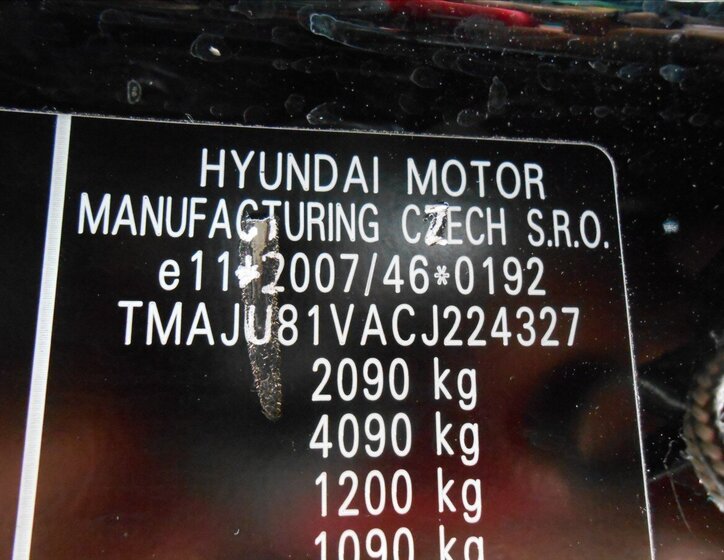 HYUNDAI MOTOR
MANUFACTURING CZECH S.R.O.
e11*2007/46*0192
TMAJU81VACJ224327
2090 kg
4090 kg
1200 kg
1090 kg